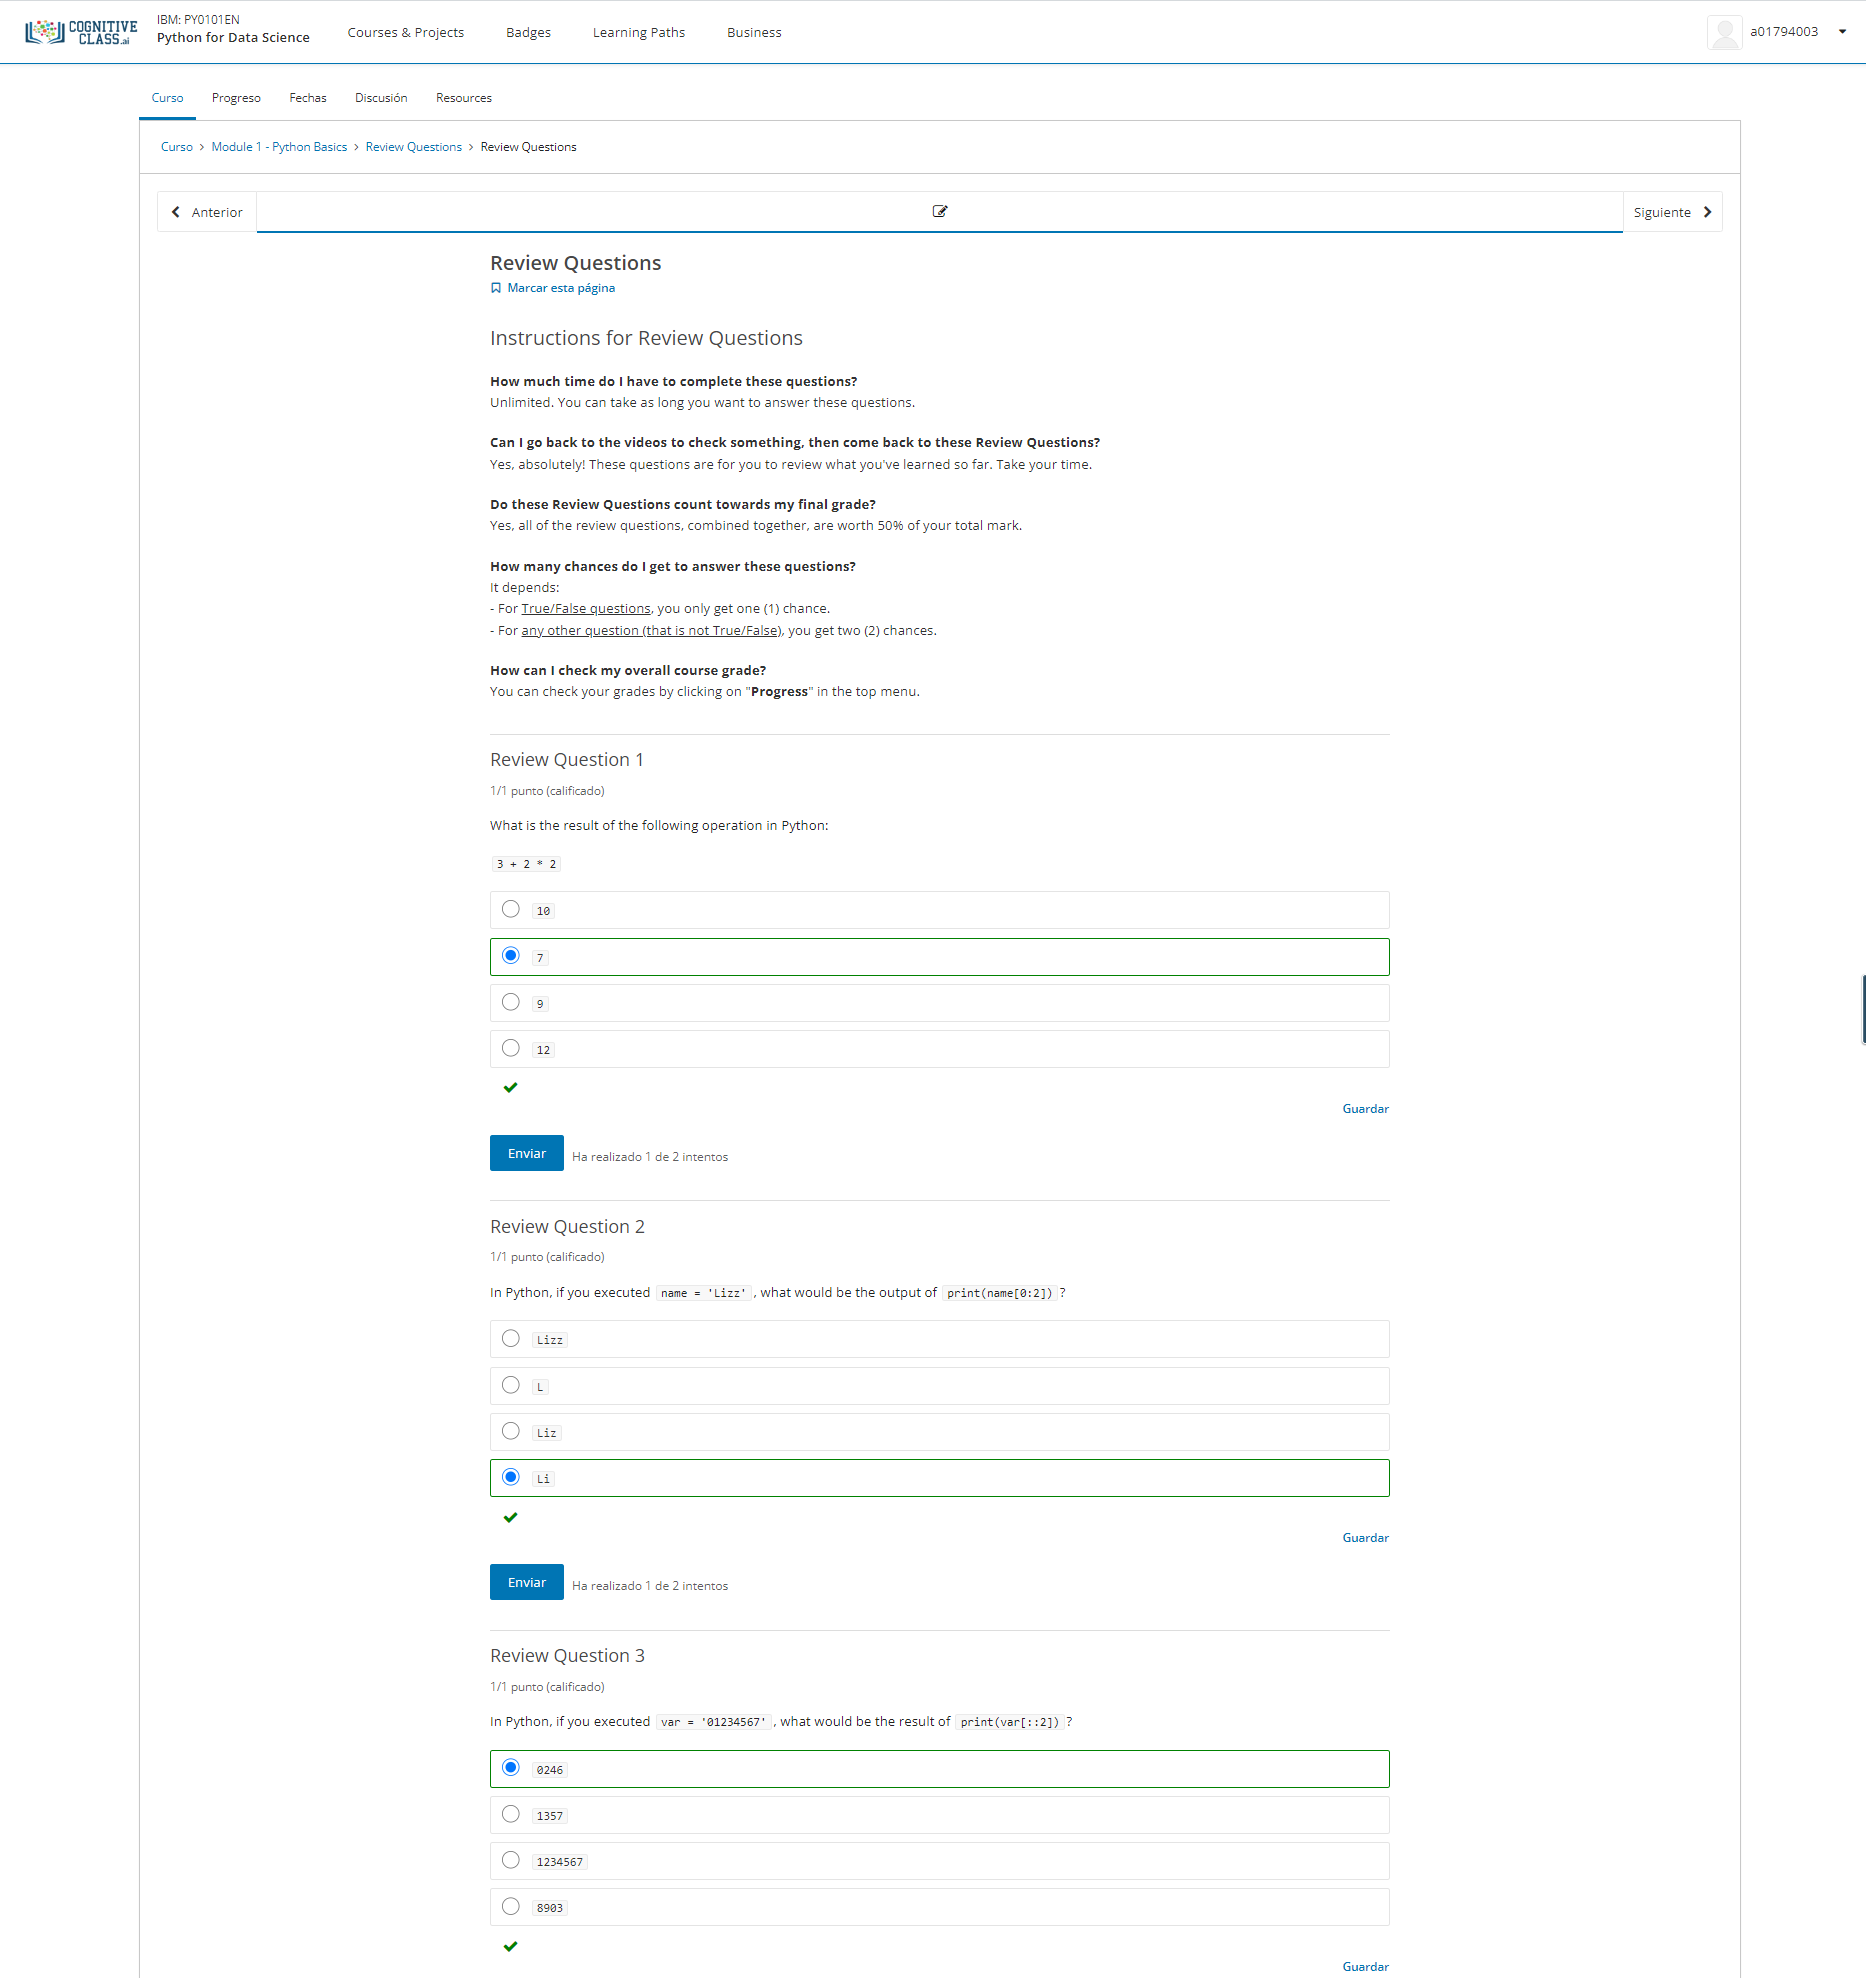 COGNITIVE
CLASS.ai
IBM: PY0101EN
Python for Data Science
Courses & Projects
Badges
Learning Paths
Business
a01794003
Curso
Progreso
Fechas
Discusión
Resources
Curso > Module 1 - Python Basics > Review Questions > Review Questions
Anterior
Siguiente
Review Questions
Marcar esta página
Instructions for Review Questions
How much time do I have to complete these questions?
Unlimited. You can take as long you want to answer these questions.
Can I go back to the videos to check something, then come back to these Review Questions?
Yes, absolutely! These questions are for you to review what you've learned so far. Take your time.
Do these Review Questions count towards my final grade?
Yes, all of the review questions, combined together, are worth 50% of your total mark.
How many chances do I get to answer these questions?
It depends:
- For True/False questions, you only get one (1) chance.
- For any other question (that is not True/False), you get two (2) chances.
How can I check my overall course grade?
You can check your grades by clicking on "Progress" in the top menu.
Review Question 1
1/1 punto (calificado)
What is the result of the following operation in Python:
3 + 2 * 2
10
7
9
12
Guardar
Enviar
Ha realizado 1 de 2 intentos
Review Question 2
1/1 punto (calificado)
In Python, if you executed name = 'Lizz', what would be the output of print(name[0:2])?
Lizz
L
Liz
Li
Guardar
Enviar
Ha realizado 1 de 2 intentos
Review Question 3
1/1 punto (calificado)
In Python, if you executed var = '01234567', what would be the result of print(var[::2])?
0246
1357
1234567
8903
Guardar